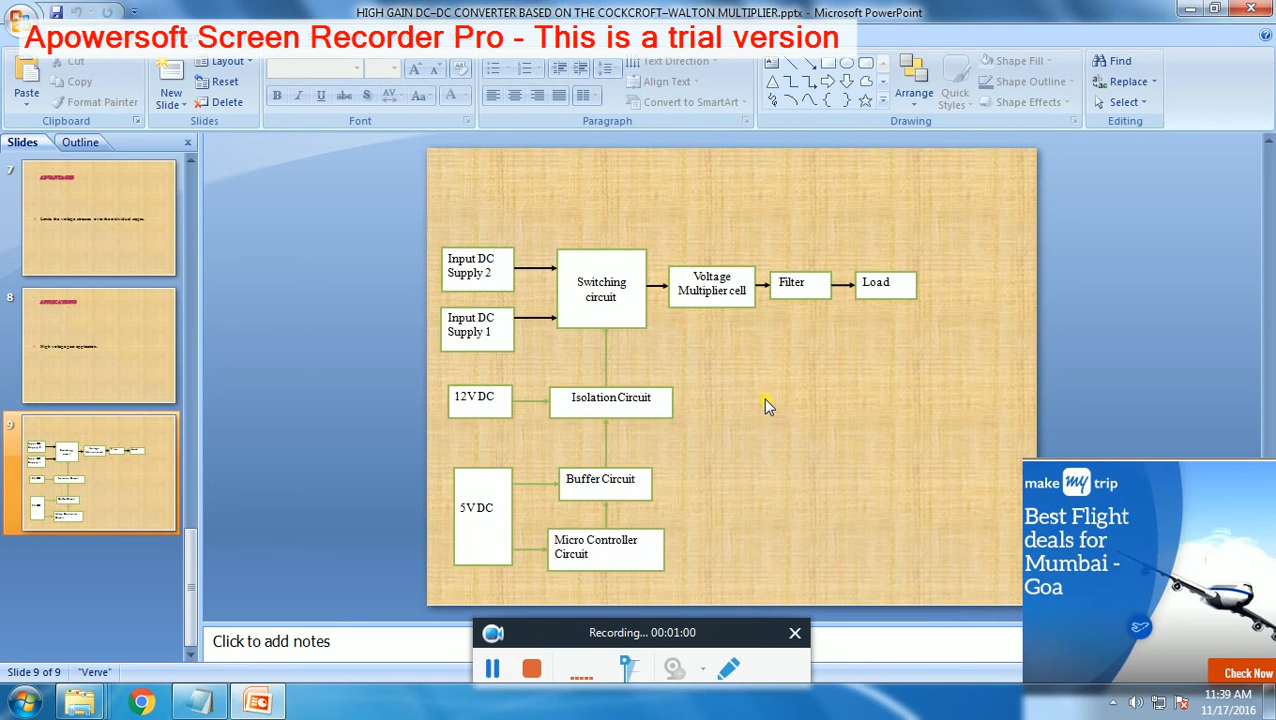 HIGH GAIN DC–DC CONVERTER BASED ON THE COCKCROFT–WALTON MULTIPLIER.pptx - Microsoft PowerPoint
Apowersoft Screen Recorder Pro - This is a trial version
Paste
Cut
Copy
Format Painter
Clipboard
New
Slide
Layout
Reset
Delete
Slides
Font
Text Direction
Align Text
Convert to SmartArt
Paragraph
Arrange
Quick
Styles
Shape Fill
Shape Outline
Shape Effects
Drawing
Find
Replace
Select
Editing
Slides
Outline
7
8
9
Input DC
Supply 2
Input DC
Supply 1
Switching
circuit
Voltage
Multiplier cell
Filter
Load
12V DC
Isolation Circuit
5V DC
Buffer Circuit
Micro Controller
Circuit
make my trip
Best Flight
deals for
Mumbai -
Goa
Check Now
Click to add notes
Recording... 00:01:00
Slide 9 of 9
"Verve"
11:39 AM
11/17/2016